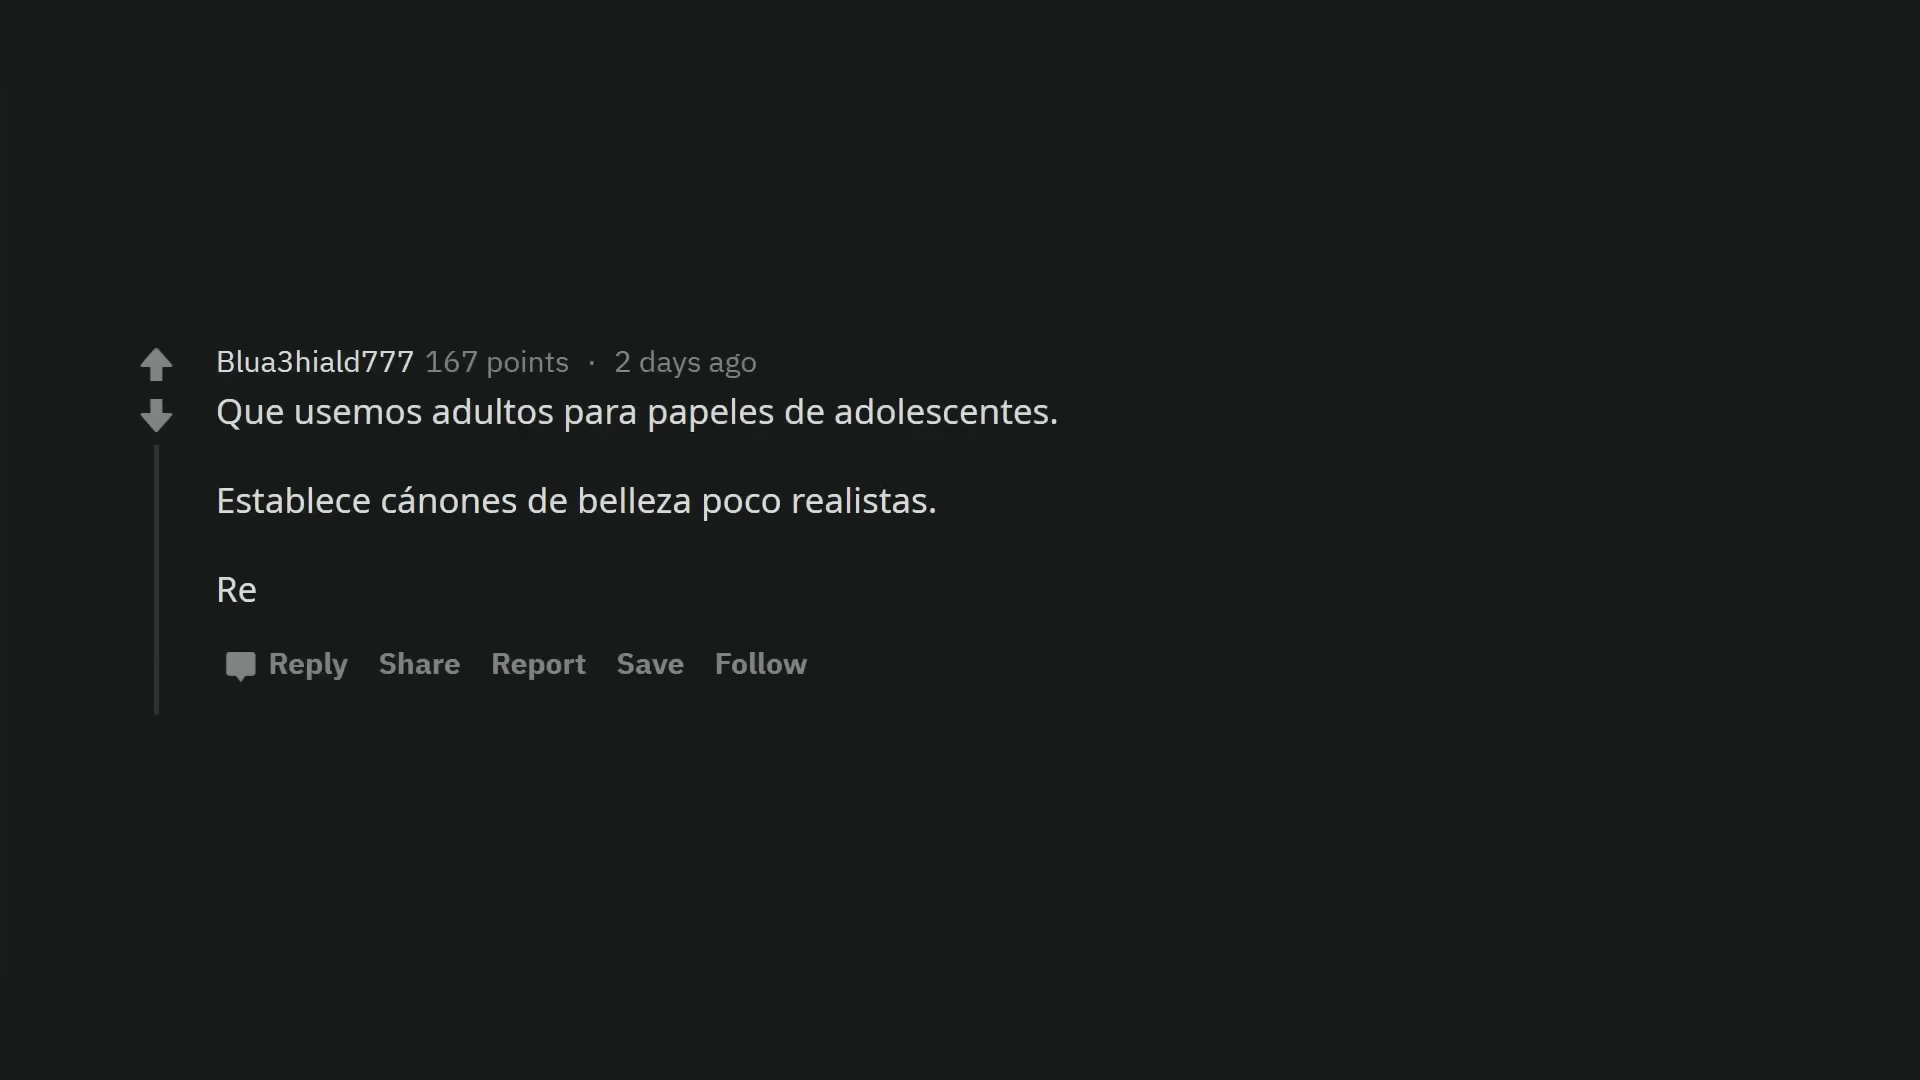 Blua3hiald777 167 points · 2 days ago
Que usemos adultos para papeles de adolescentes.
Establece cánones de belleza poco realistas.
Re
Reply Share Report Save Follow